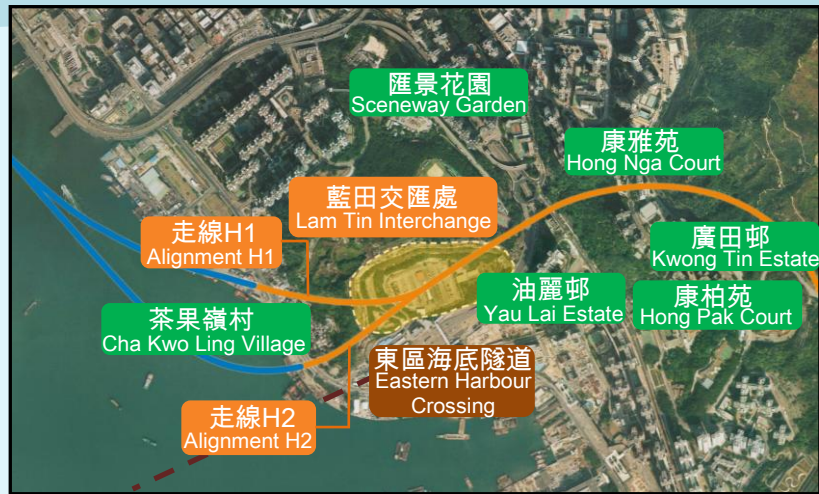 匯景花園
Sceneway Garden
康雅苑
Hong Nga Court
藍田交匯處
Lam Tin Interchange
走線H1
Alignment H1
廣田邨
Kwong Tin Estate
油麗邨
Yau Lai Estate
康柏苑
Hong Pak Court
茶果嶺村
Cha Kwo Ling Village
東區海底隧道
Eastern Harbour
Crossing
走線H2
Alignment H2